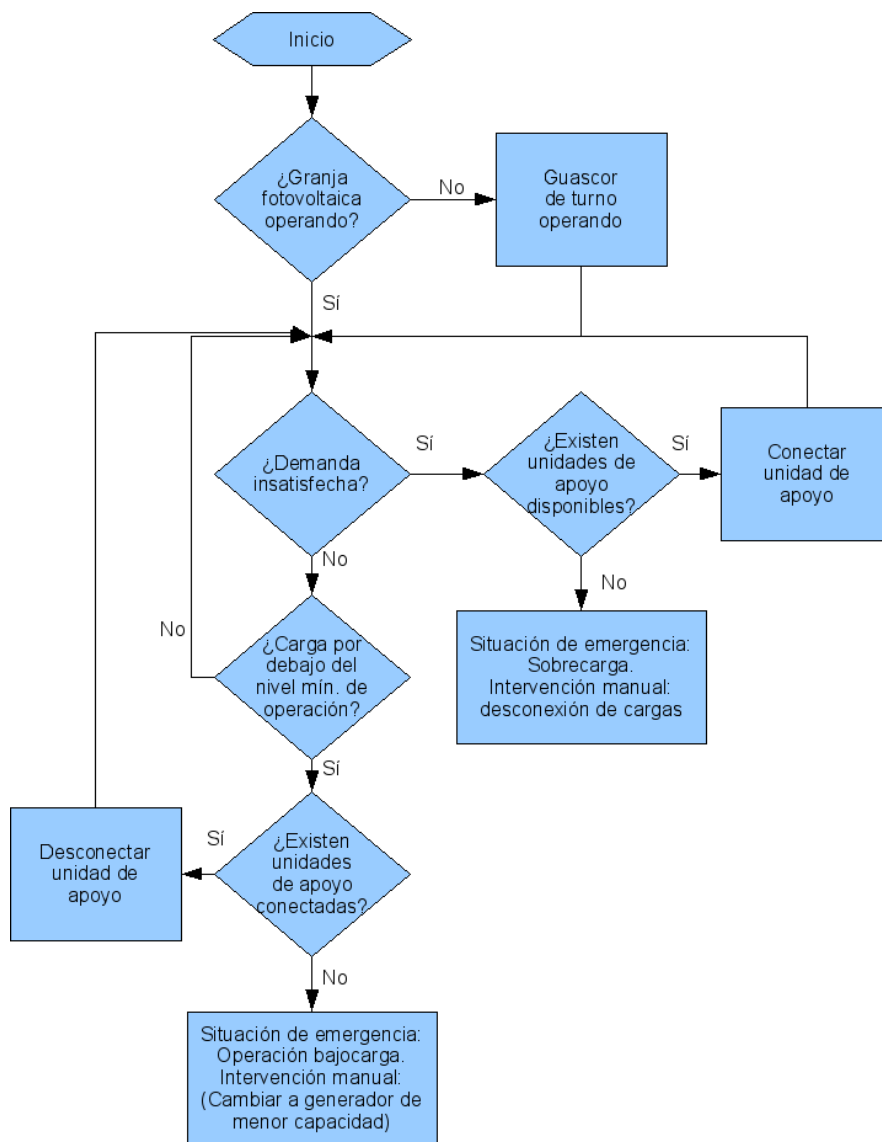 Inicio
¿Granja
fotovoltaica
operando?
No
Guascor
de turno
operando
Sí
¿Demanda
insatisfecha?
Sí
¿Existen
unidades de
apoyo
disponibles?
Sí
Conectar
unidad de
apoyo
No
No
No
¿Carga por
debajo del
nivel mín. de
operación?
Situación de emergencia:
Sobrecarga.
Intervención manual:
desconexión de cargas
Sí
Desconectar
unidad de
apoyo
Sí
¿Existen
unidades
de apoyo
conectadas?
No
Situación de emergencia:
Operación bajocarga.
Intervención manual:
(Cambiar a generador de
menor capacidad)